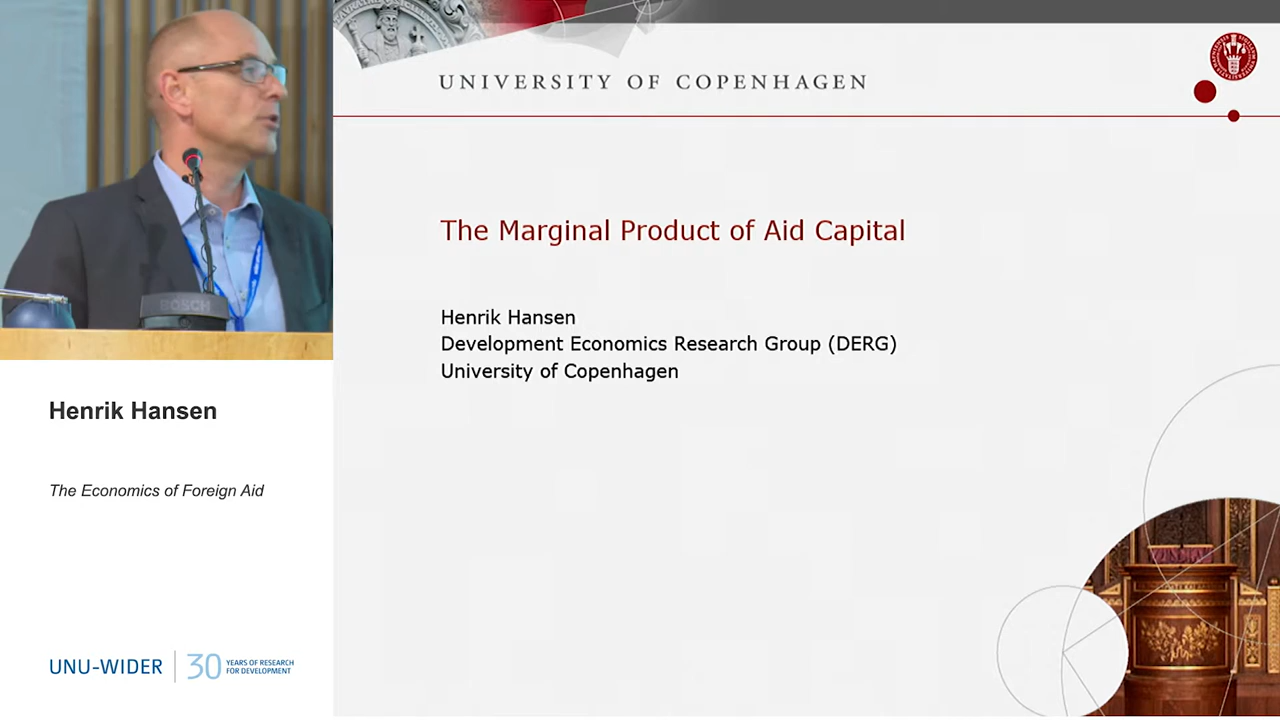 UNIVERSITY OF COPENHAGEN
The Marginal Product of Aid Capital
Henrik Hansen
Development Economics Research Group (DERG)
University of Copenhagen
BOSCH
Henrik Hansen
The Economics of Foreign Aid
UNU-WIDER
30 YEARS OF RESEARCH
FOR DEVELOPMENT